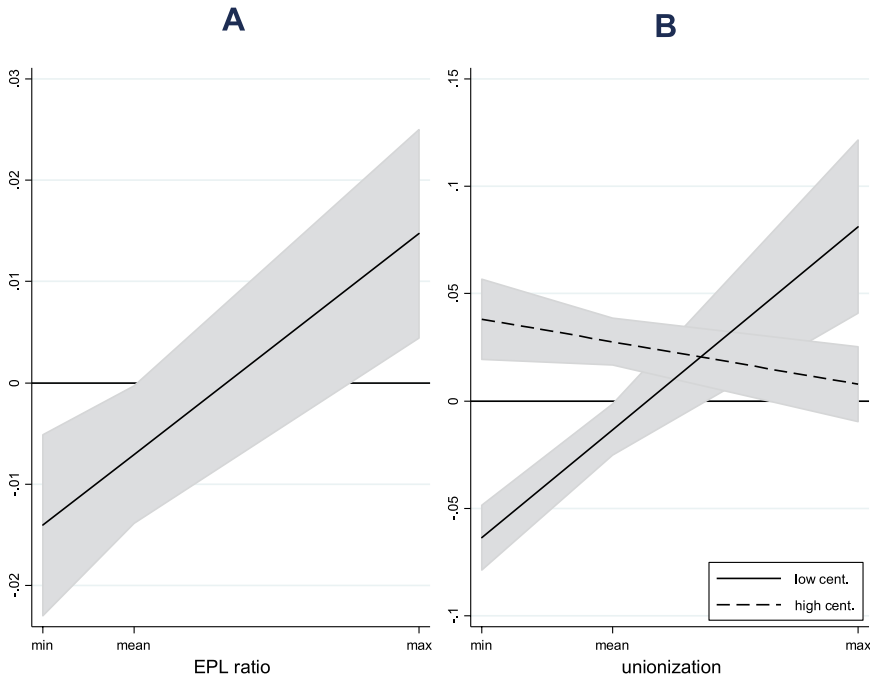 A
B
.03
.02
.01
0
-.01
-.02
min
mean
max
EPL ratio
.15
.1
.05
0
-.05
-.1
low cent.
high cent.
min
mean
max
unionization